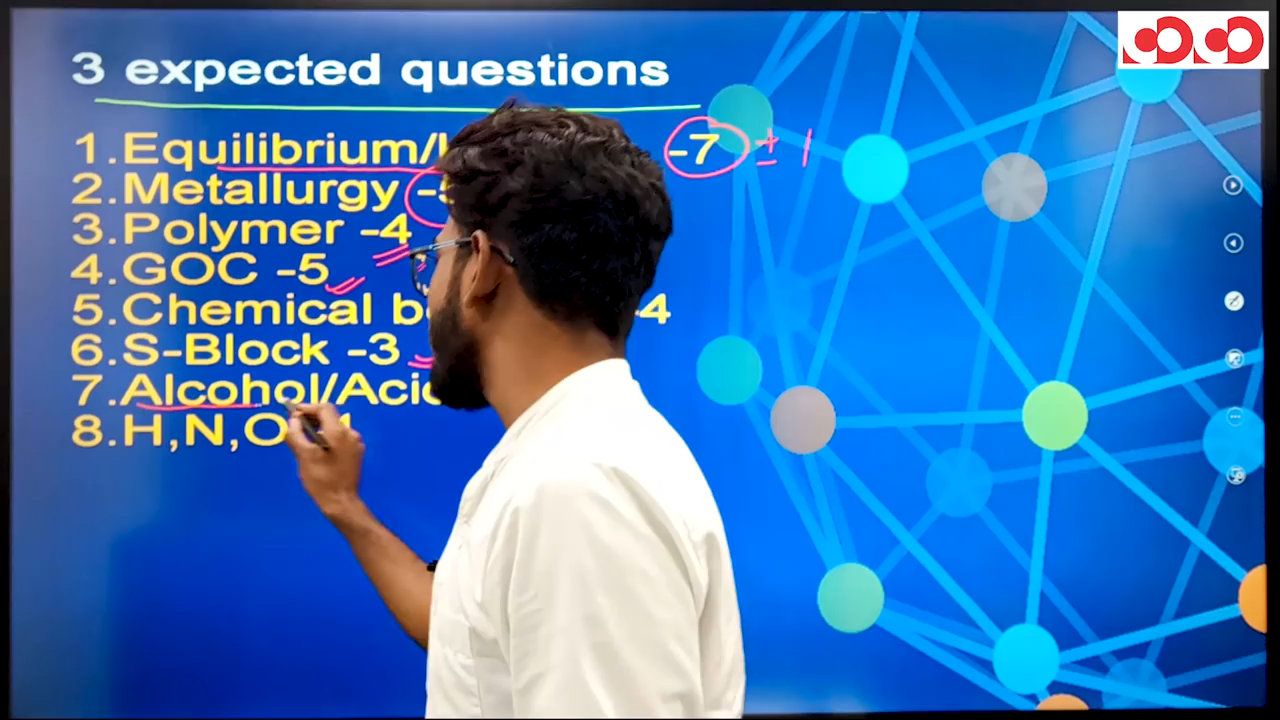 3 expected questions
1.Equilibrium/ -7 ± 1
2.Metallurgy
3.Polymer -4
4.GOC -5
5.Chemical -4
6.S-Block -3
7.Alcohol/
8.H,N,O